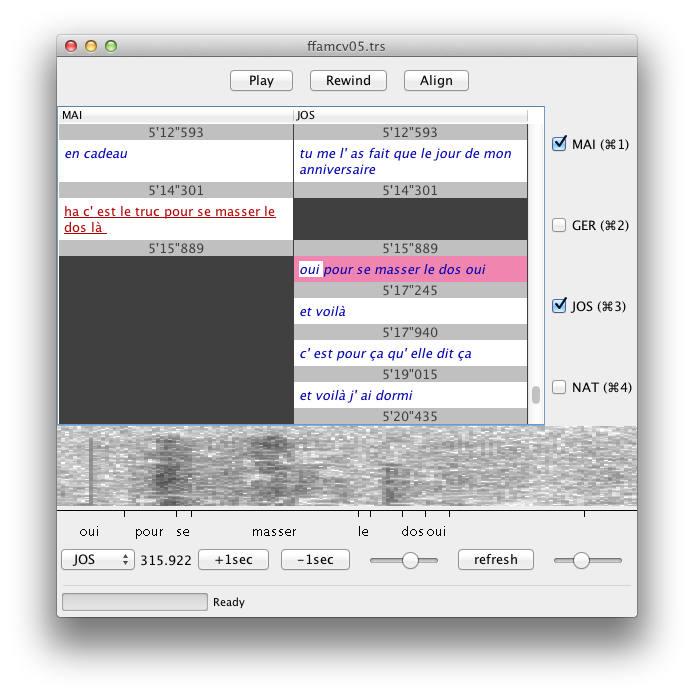 ffamcv05.trs
Play Rewind Align
MAI JOS
5'12"593 5'12"593
en cadeau tu me l' as fait que le jour de mon
anniversaire
5'14"301 5'14"301
ha c' est le truc pour se masser le
dos là
5'15"889 5'15"889
oui pour se masser le dos oui
5'17"245
et voilà
5'17"940
c' est pour ça qu' elle dit ça
5'19"015
et voilà j' ai dormi
5'20"435
MAI (⌘1)
GER (⌘2)
JOS (⌘3)
NAT (⌘4)
oui pour se masser le dos oui
JOS 315.922 +1sec -1sec refresh
Ready